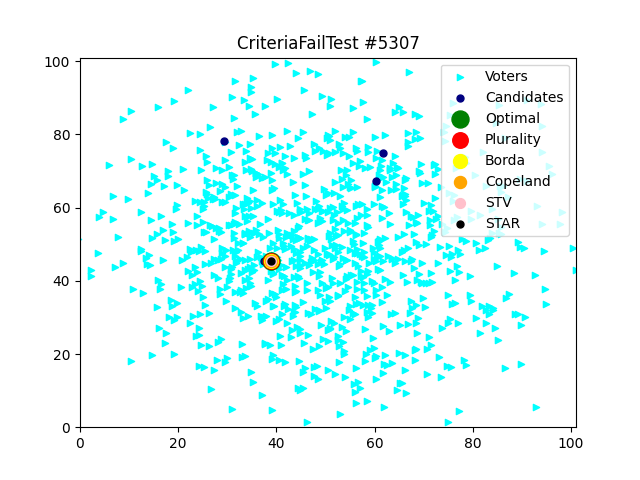 CriteriaFailTest #5307
100
80
60
40
20
0
0
20
40
60
80
100
Voters
Candidates
Optimal
Plurality
Borda
Copeland
STV
STAR